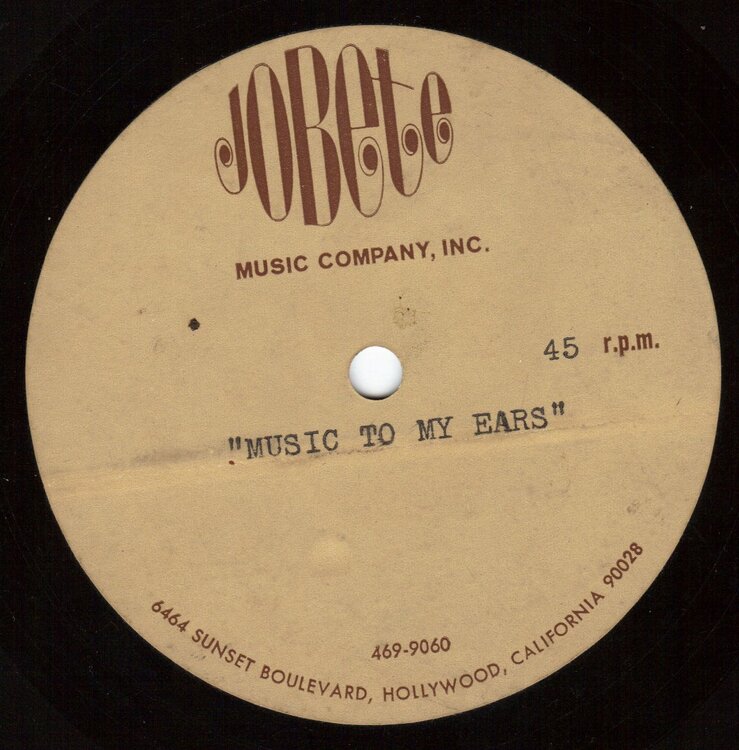 JOBete
MUSIC COMPANY, INC.
45 r.p.m.
"MUSIC TO MY EARS"
469-9060
6464 SUNSET BOULEVARD, HOLLYWOOD, CALIFORNIA 90028